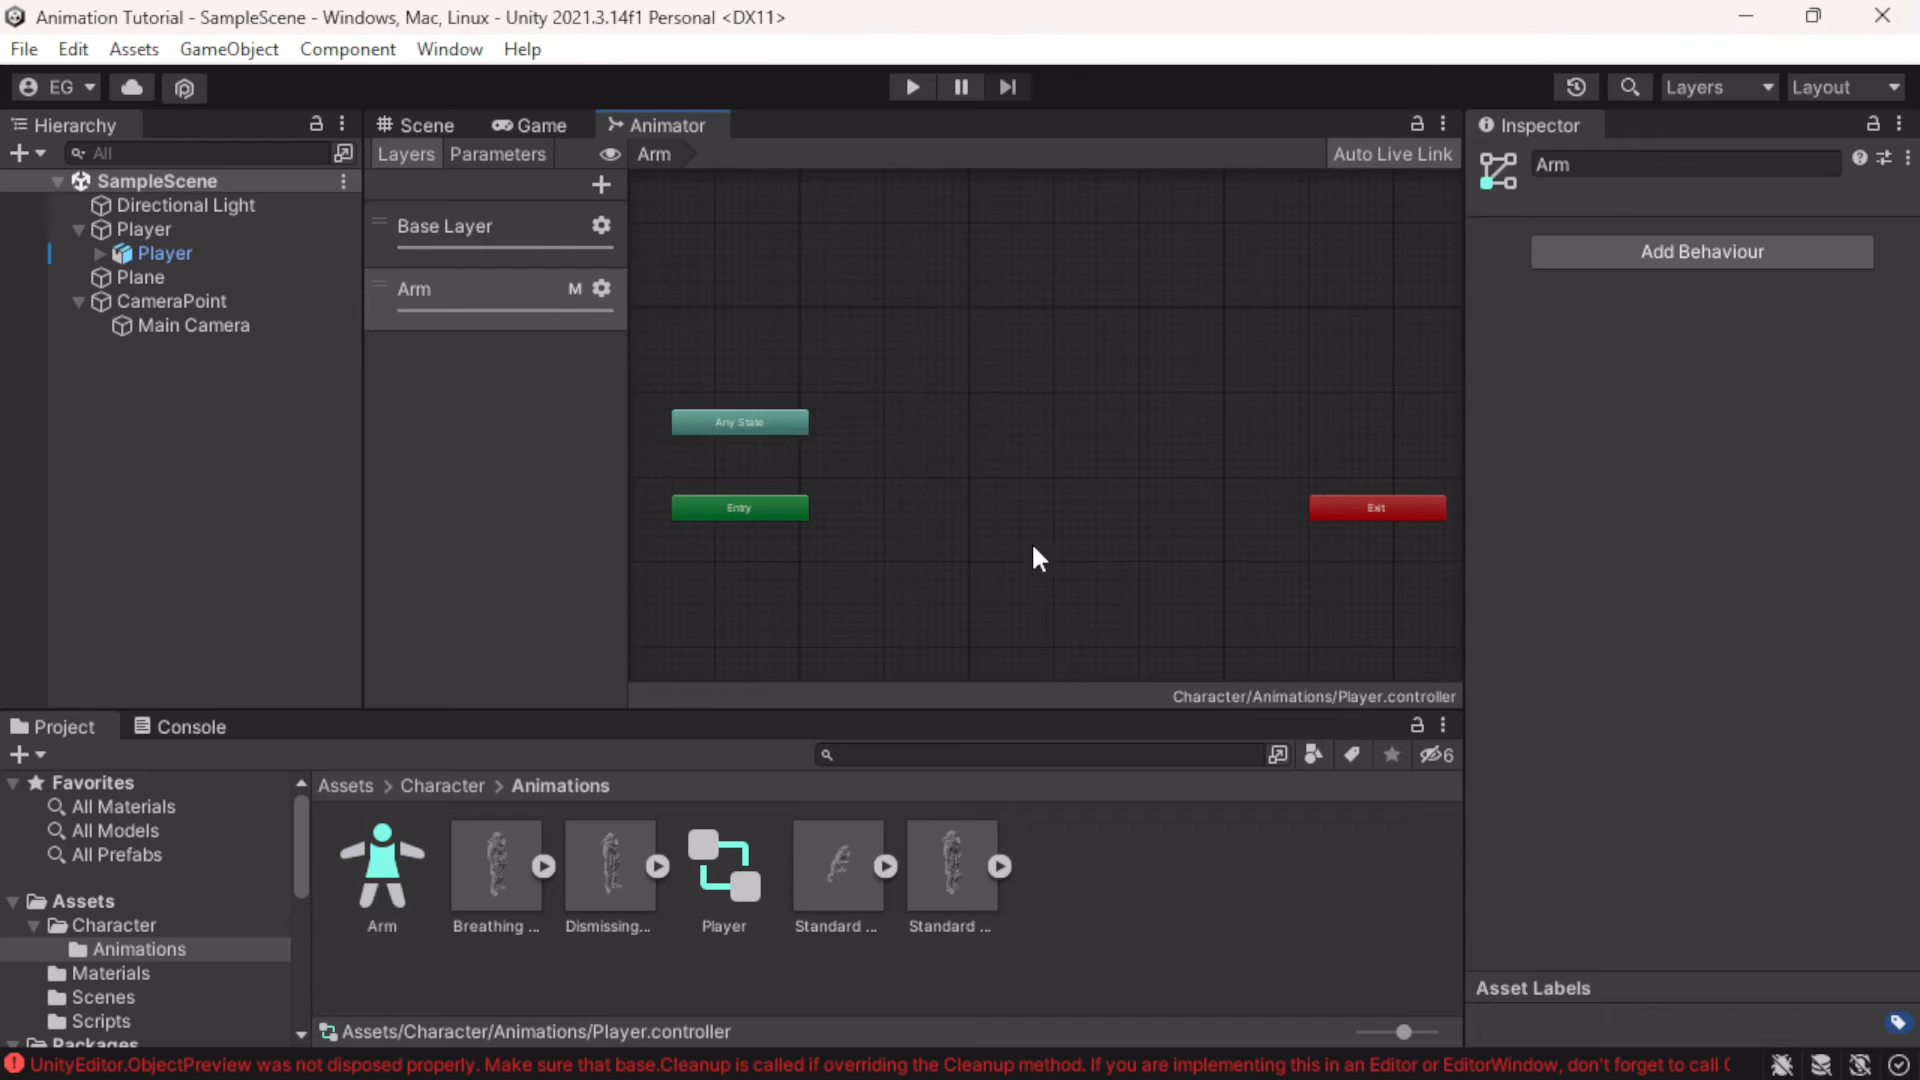 Animation Tutorial - SampleScene - Windows, Mac, Linux - Unity 2021.3.14f1 Personal <DX11>
File Edit Assets GameObject Component Window Help
EG
Layers Layout
Hierarchy
Scene Game Animator
Inspector
All
Layers Parameters
Arm
Auto Live Link
Arm
SampleScene
Directional Light
Player
Player
Plane
CameraPoint
Main Camera
Base Layer
Arm M
Add Behaviour
Any State
Entry
Exit
Character/Animations/Player.controller
Project Console
6
Favorites
All Materials
All Models
All Prefabs
Assets
Character
Animations
Materials
Scenes
Scripts
Packages
Assets > Character > Animations
Arm
Breathing ...
Dismissing...
Player
Standard ...
Standard ...
Assets/Character/Animations/Player.controller
Asset Labels
UnityEditor.ObjectPreview was not disposed properly. Make sure that base.Cleanup is called if overriding the Cleanup method. If you are implementing this in an Editor or EditorWindow, don't forget to call